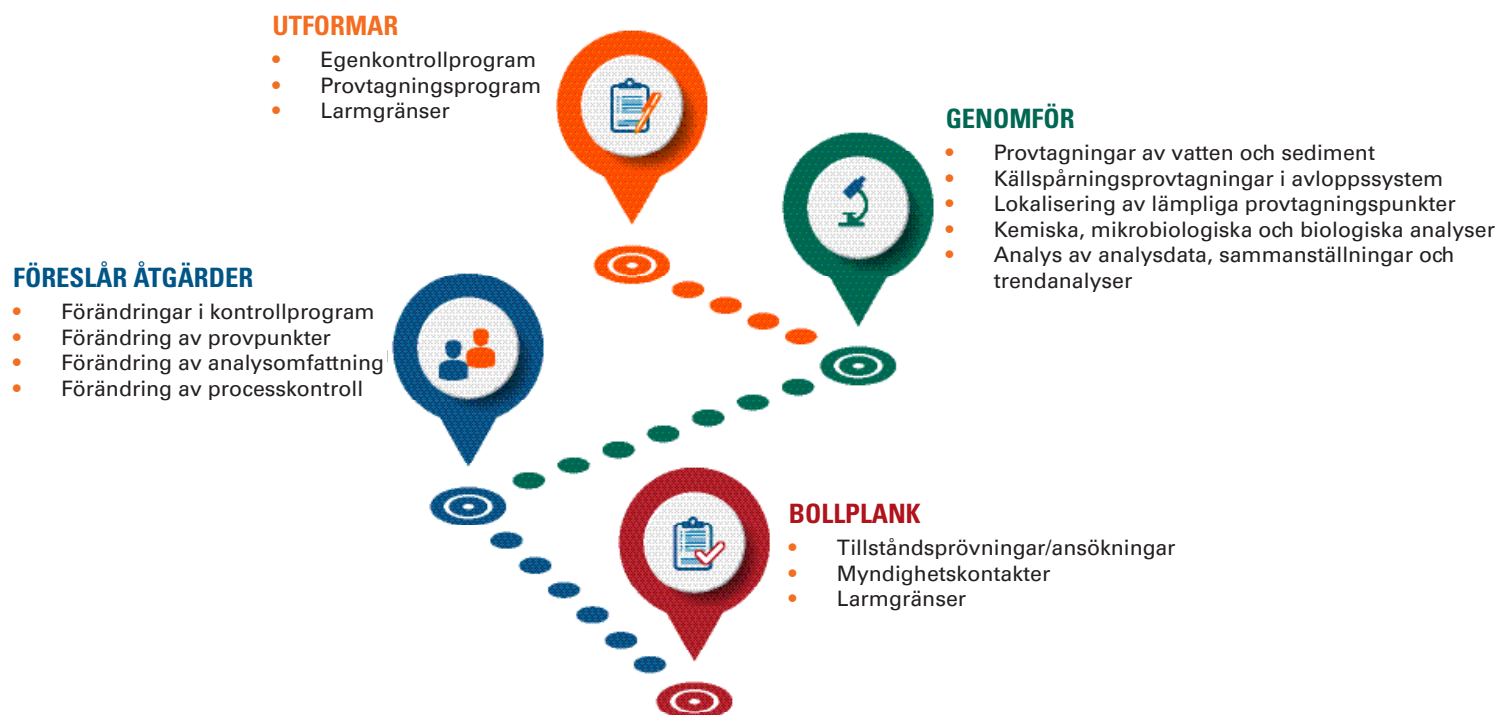 UTFORMAR
• Egenkontrollprogram
• Provtagningsprogram
• Larmgränser
GENOMFÖR
• Provtagningar av vatten och sediment
• Källspårningsprovtagningar i avloppssystem
• Lokalisering av lämpliga provtagningspunkter
• Kemiska, mikrobiologiska och biologiska analyser
• Analys av analysdata, sammanställningar och
trendanalyser
FÖRESLÅR ÅTGÄRDER
• Förändringar i kontrollprogram
• Förändring av provpunkter
• Förändring av analysomfattning
• Förändring av processkontroll
BOLLPLANK
• Tillståndsprövningar/ansökningar
• Myndighetskontakter
• Larmgränser